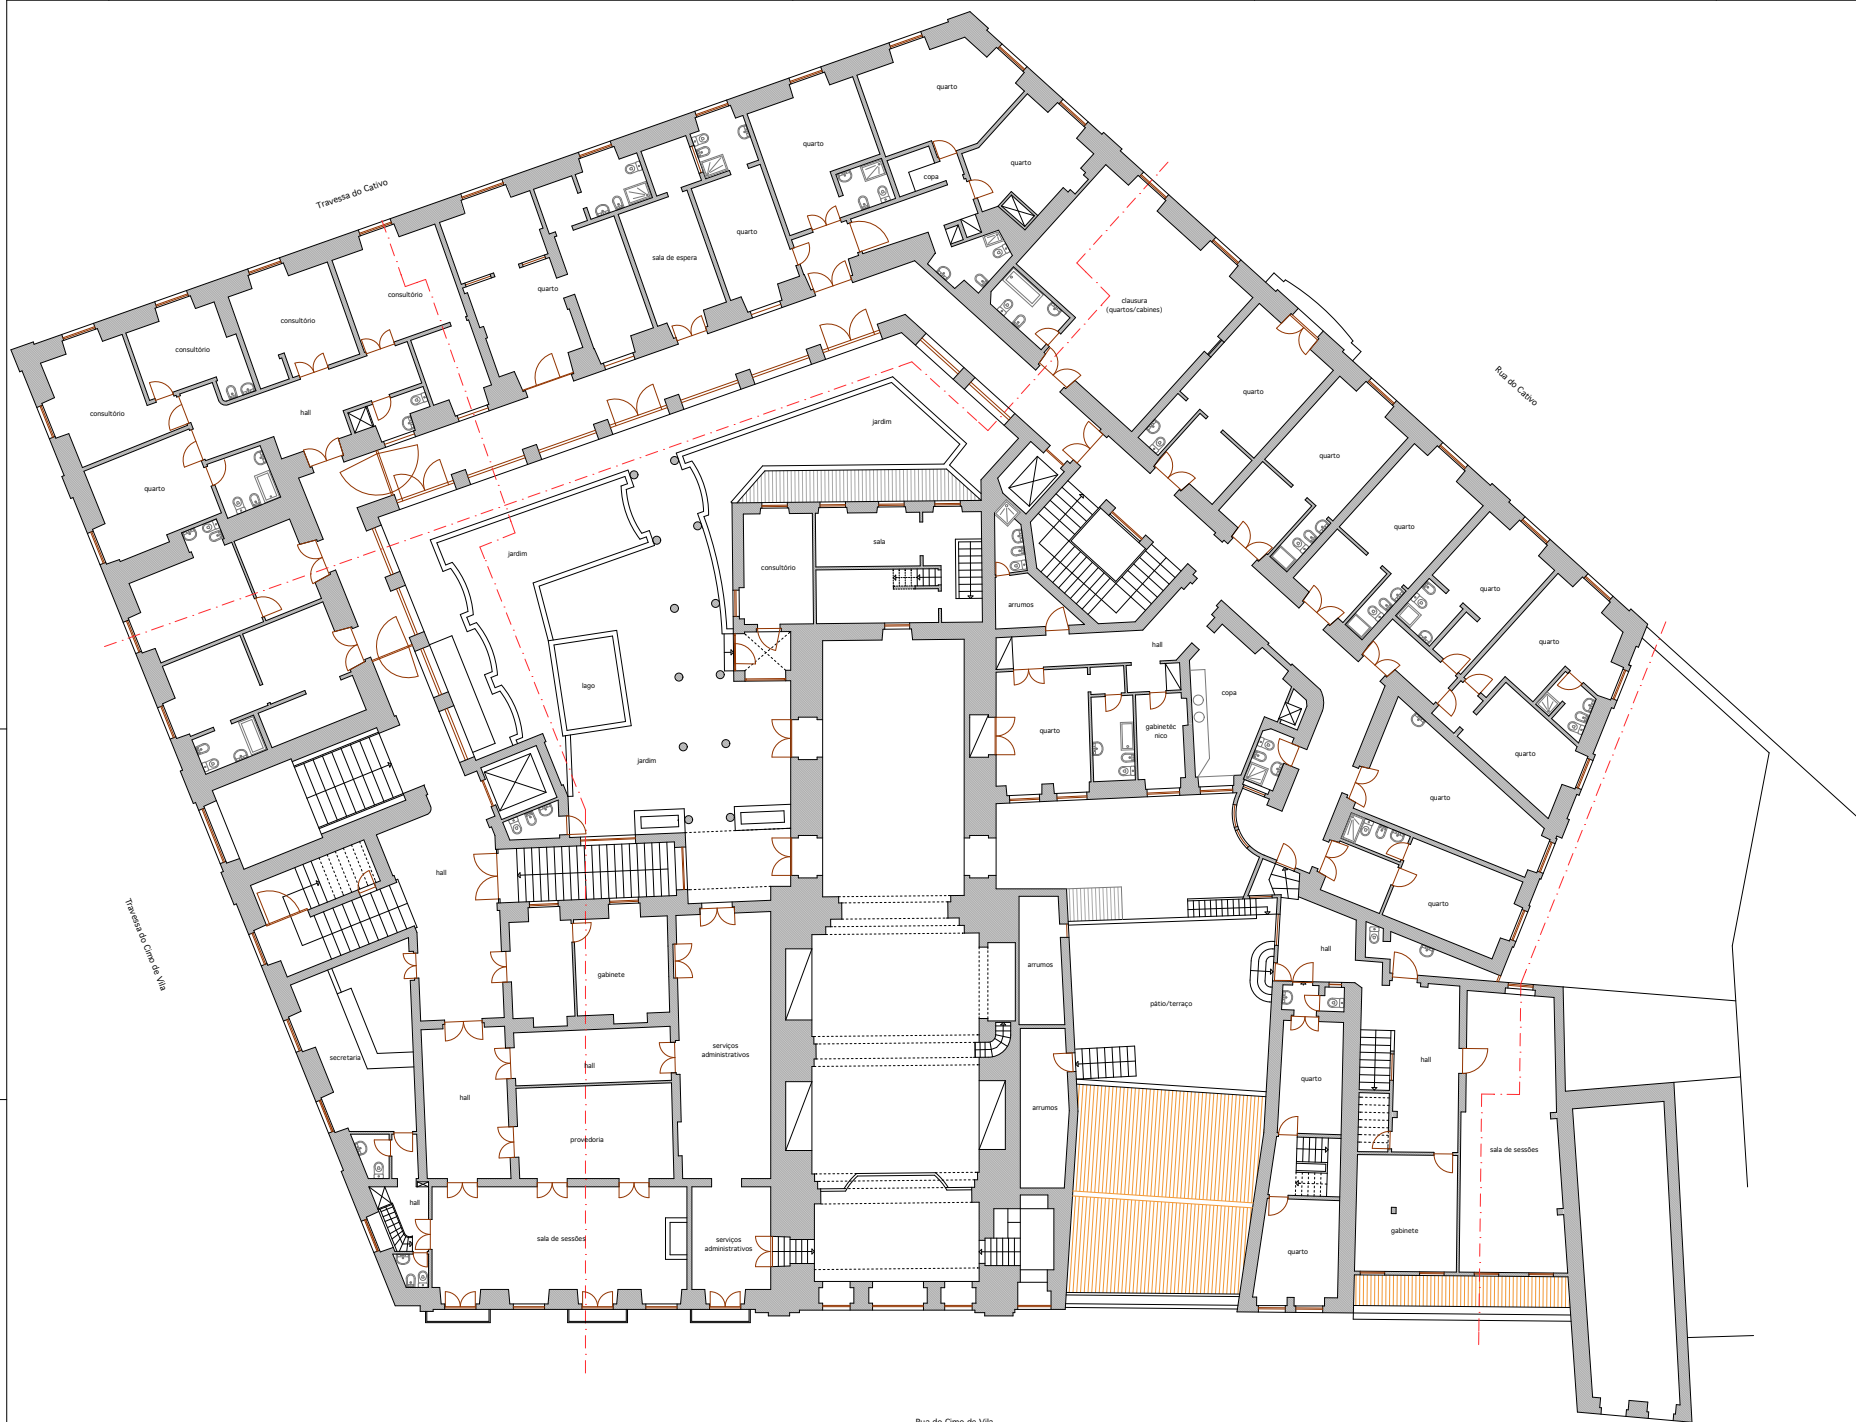 quarto
quarto
quarto
quarto
copa
Travessa do Cativo
quarto
sala de espera
quarto
consultório
consultório
consultório
consultório
hall
quarto
clausura
(quartos/cabines)
Rua do Cativo
quarto
quarto
quarto
quarto
quarto
quarto
jardim
jardim
sala
consultório
arrumos
hall
lago
jardim
quarto
gabinetéc
nico
copa
quarto
quarto
hall
Travessa do Cimo de Vila
gabinete
serviços
administrativos
secretaria
hall
hall
provedoria
hall
sala de sessões
serviços
administrativos
arrumos
arrumos
pátio/terraço
hall
quarto
hall
sala de sessões
gabinete
quarto
Rua do Cimo de Vila